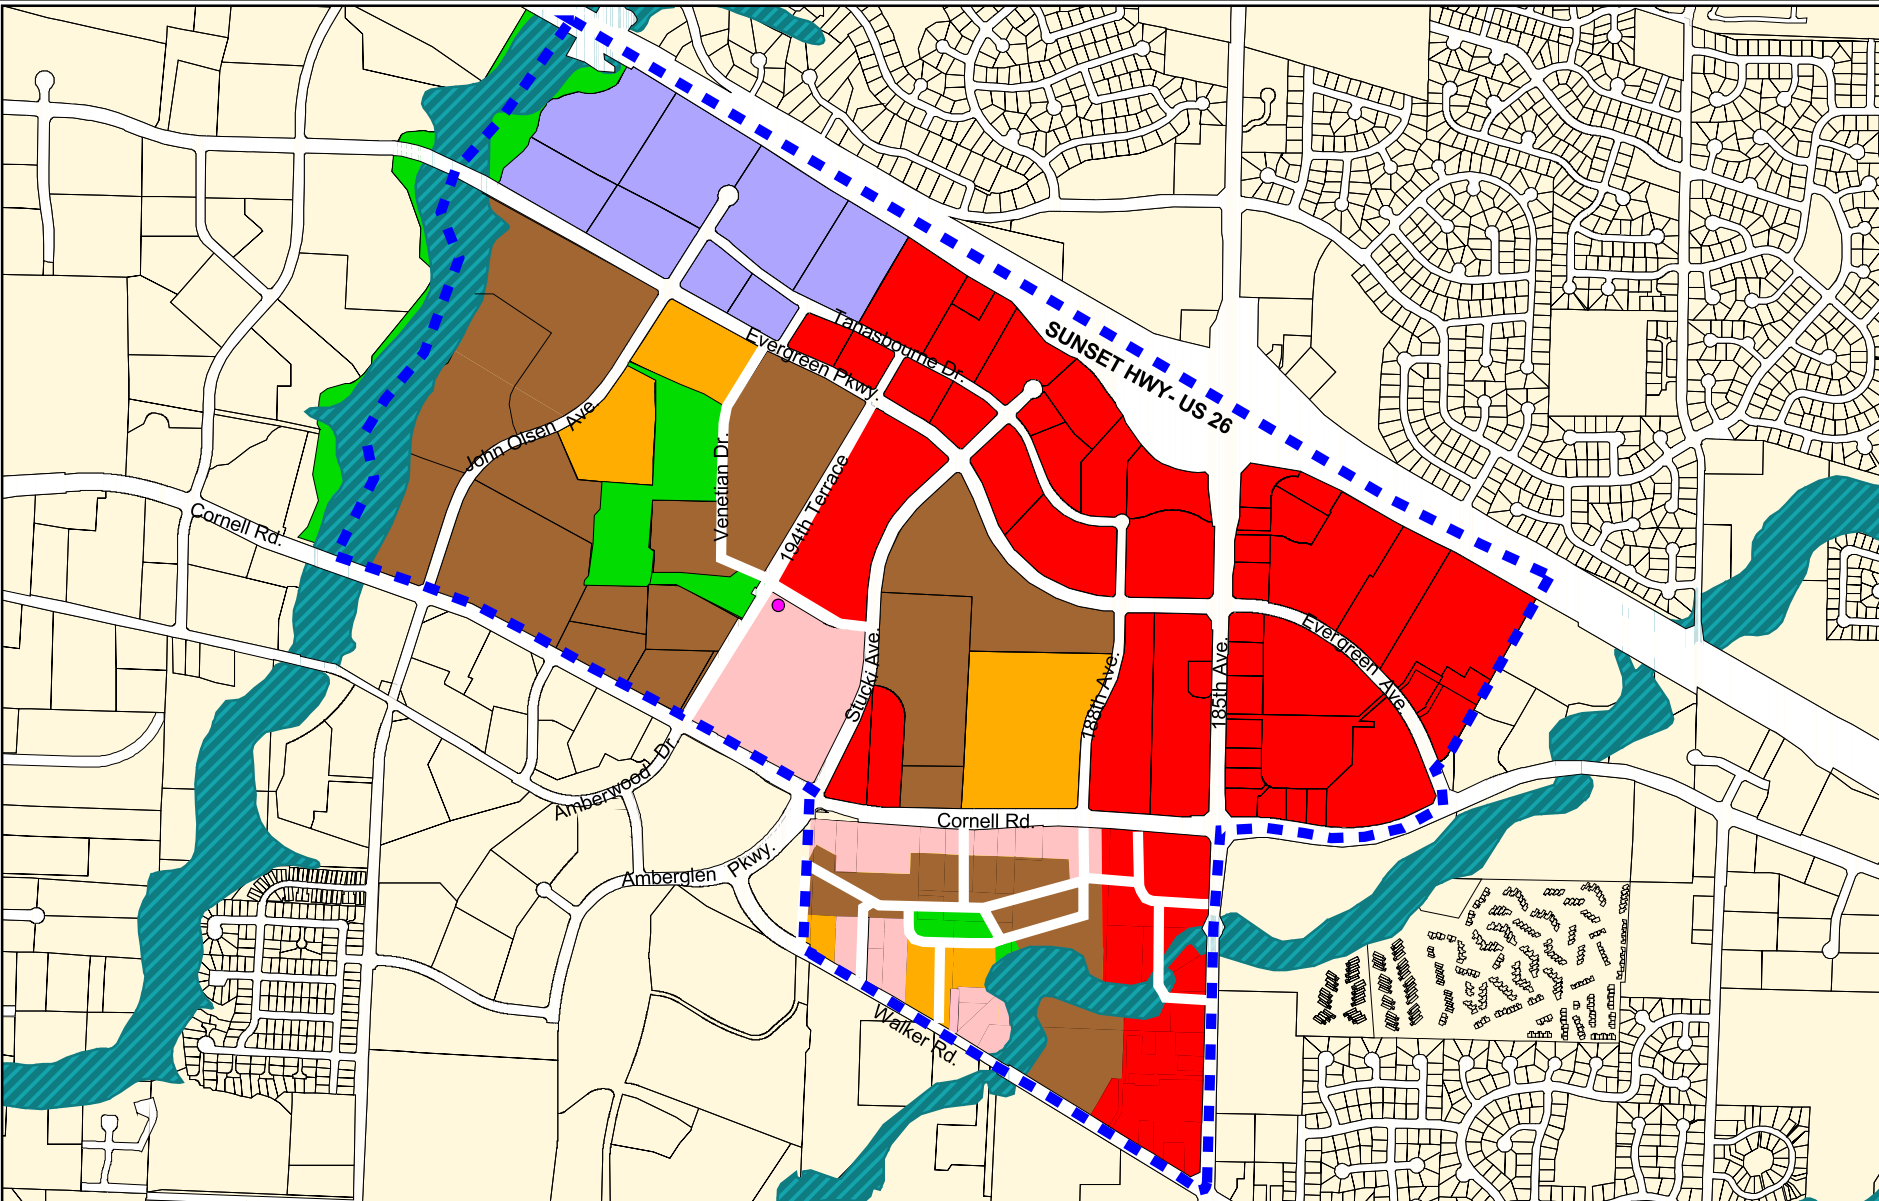 SUNSET HWY- US 26
Tanasbourne Dr.
Evergreen Pkwy.
John Olsen Ave.
Venetian Dr.
194th Terrace
Cornell Rd.
Stucki Ave.
188th Ave.
185th Ave.
Evergreen Ave.
Amberwood Dr.
Cornell Rd.
Amberglen Pkwy.
Walker Rd.